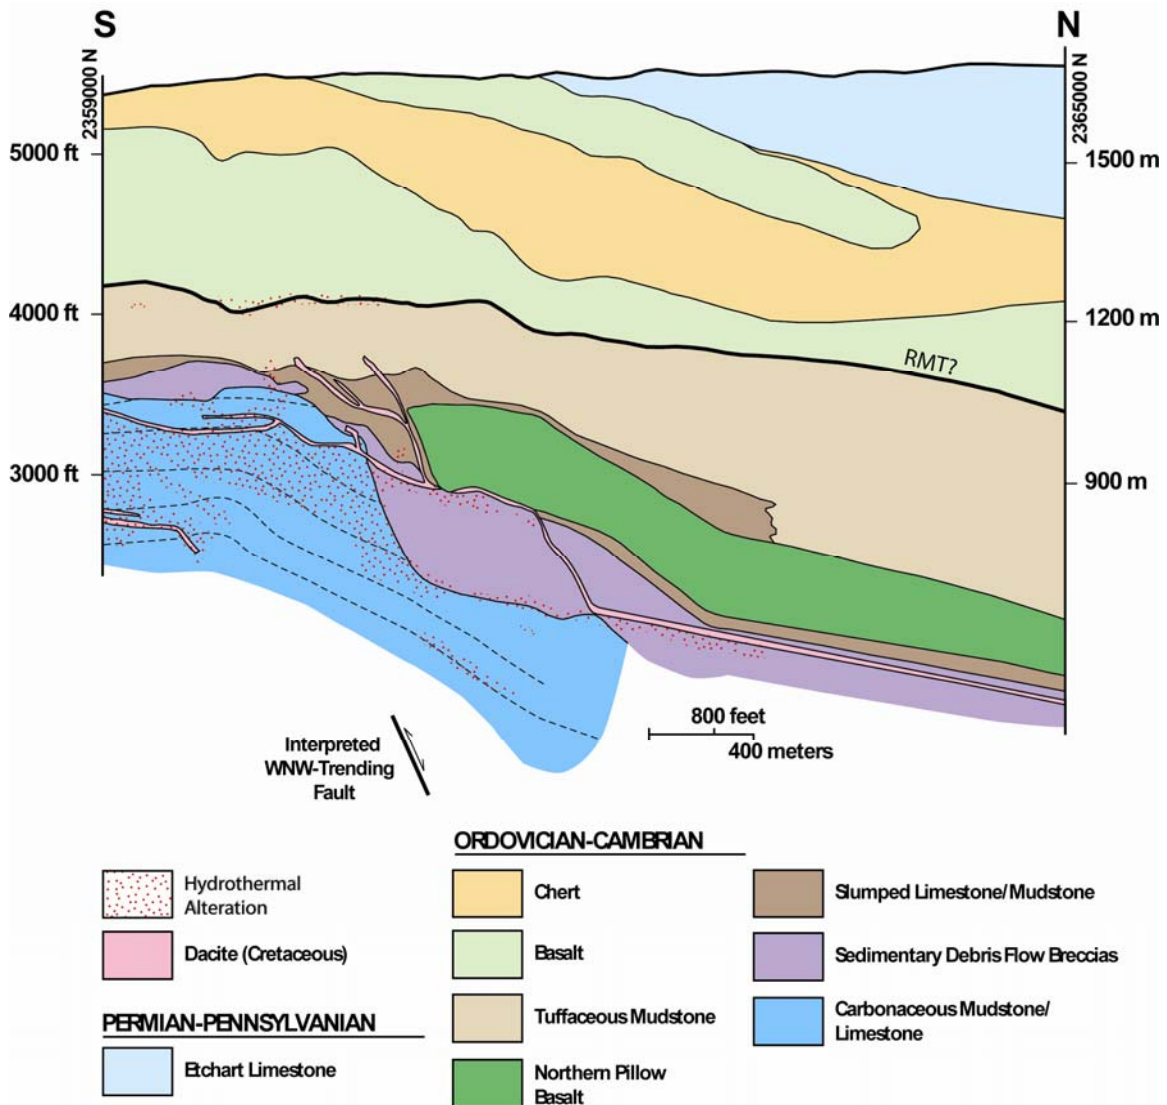 S
N
2359000 N
2365000 N
5000 ft
1500 m
4000 ft
1200 m
RMT?
3000 ft
900 m
800 feet
400 meters
Interpreted
WNW-Trending
Fault
Hydrothermal
Alteration
Dacite (Cretaceous)
PERMIAN-PENNSYLVANIAN
Etchart Limestone
ORDOVICIAN-CAMBRIAN
Chert
Basalt
Tuffaceous Mudstone
Northern Pillow
Basalt
Slumped Limestone/ Mudstone
Sedimentary Debris Flow Breccias
Carbonaceous Mudstone/
Limestone